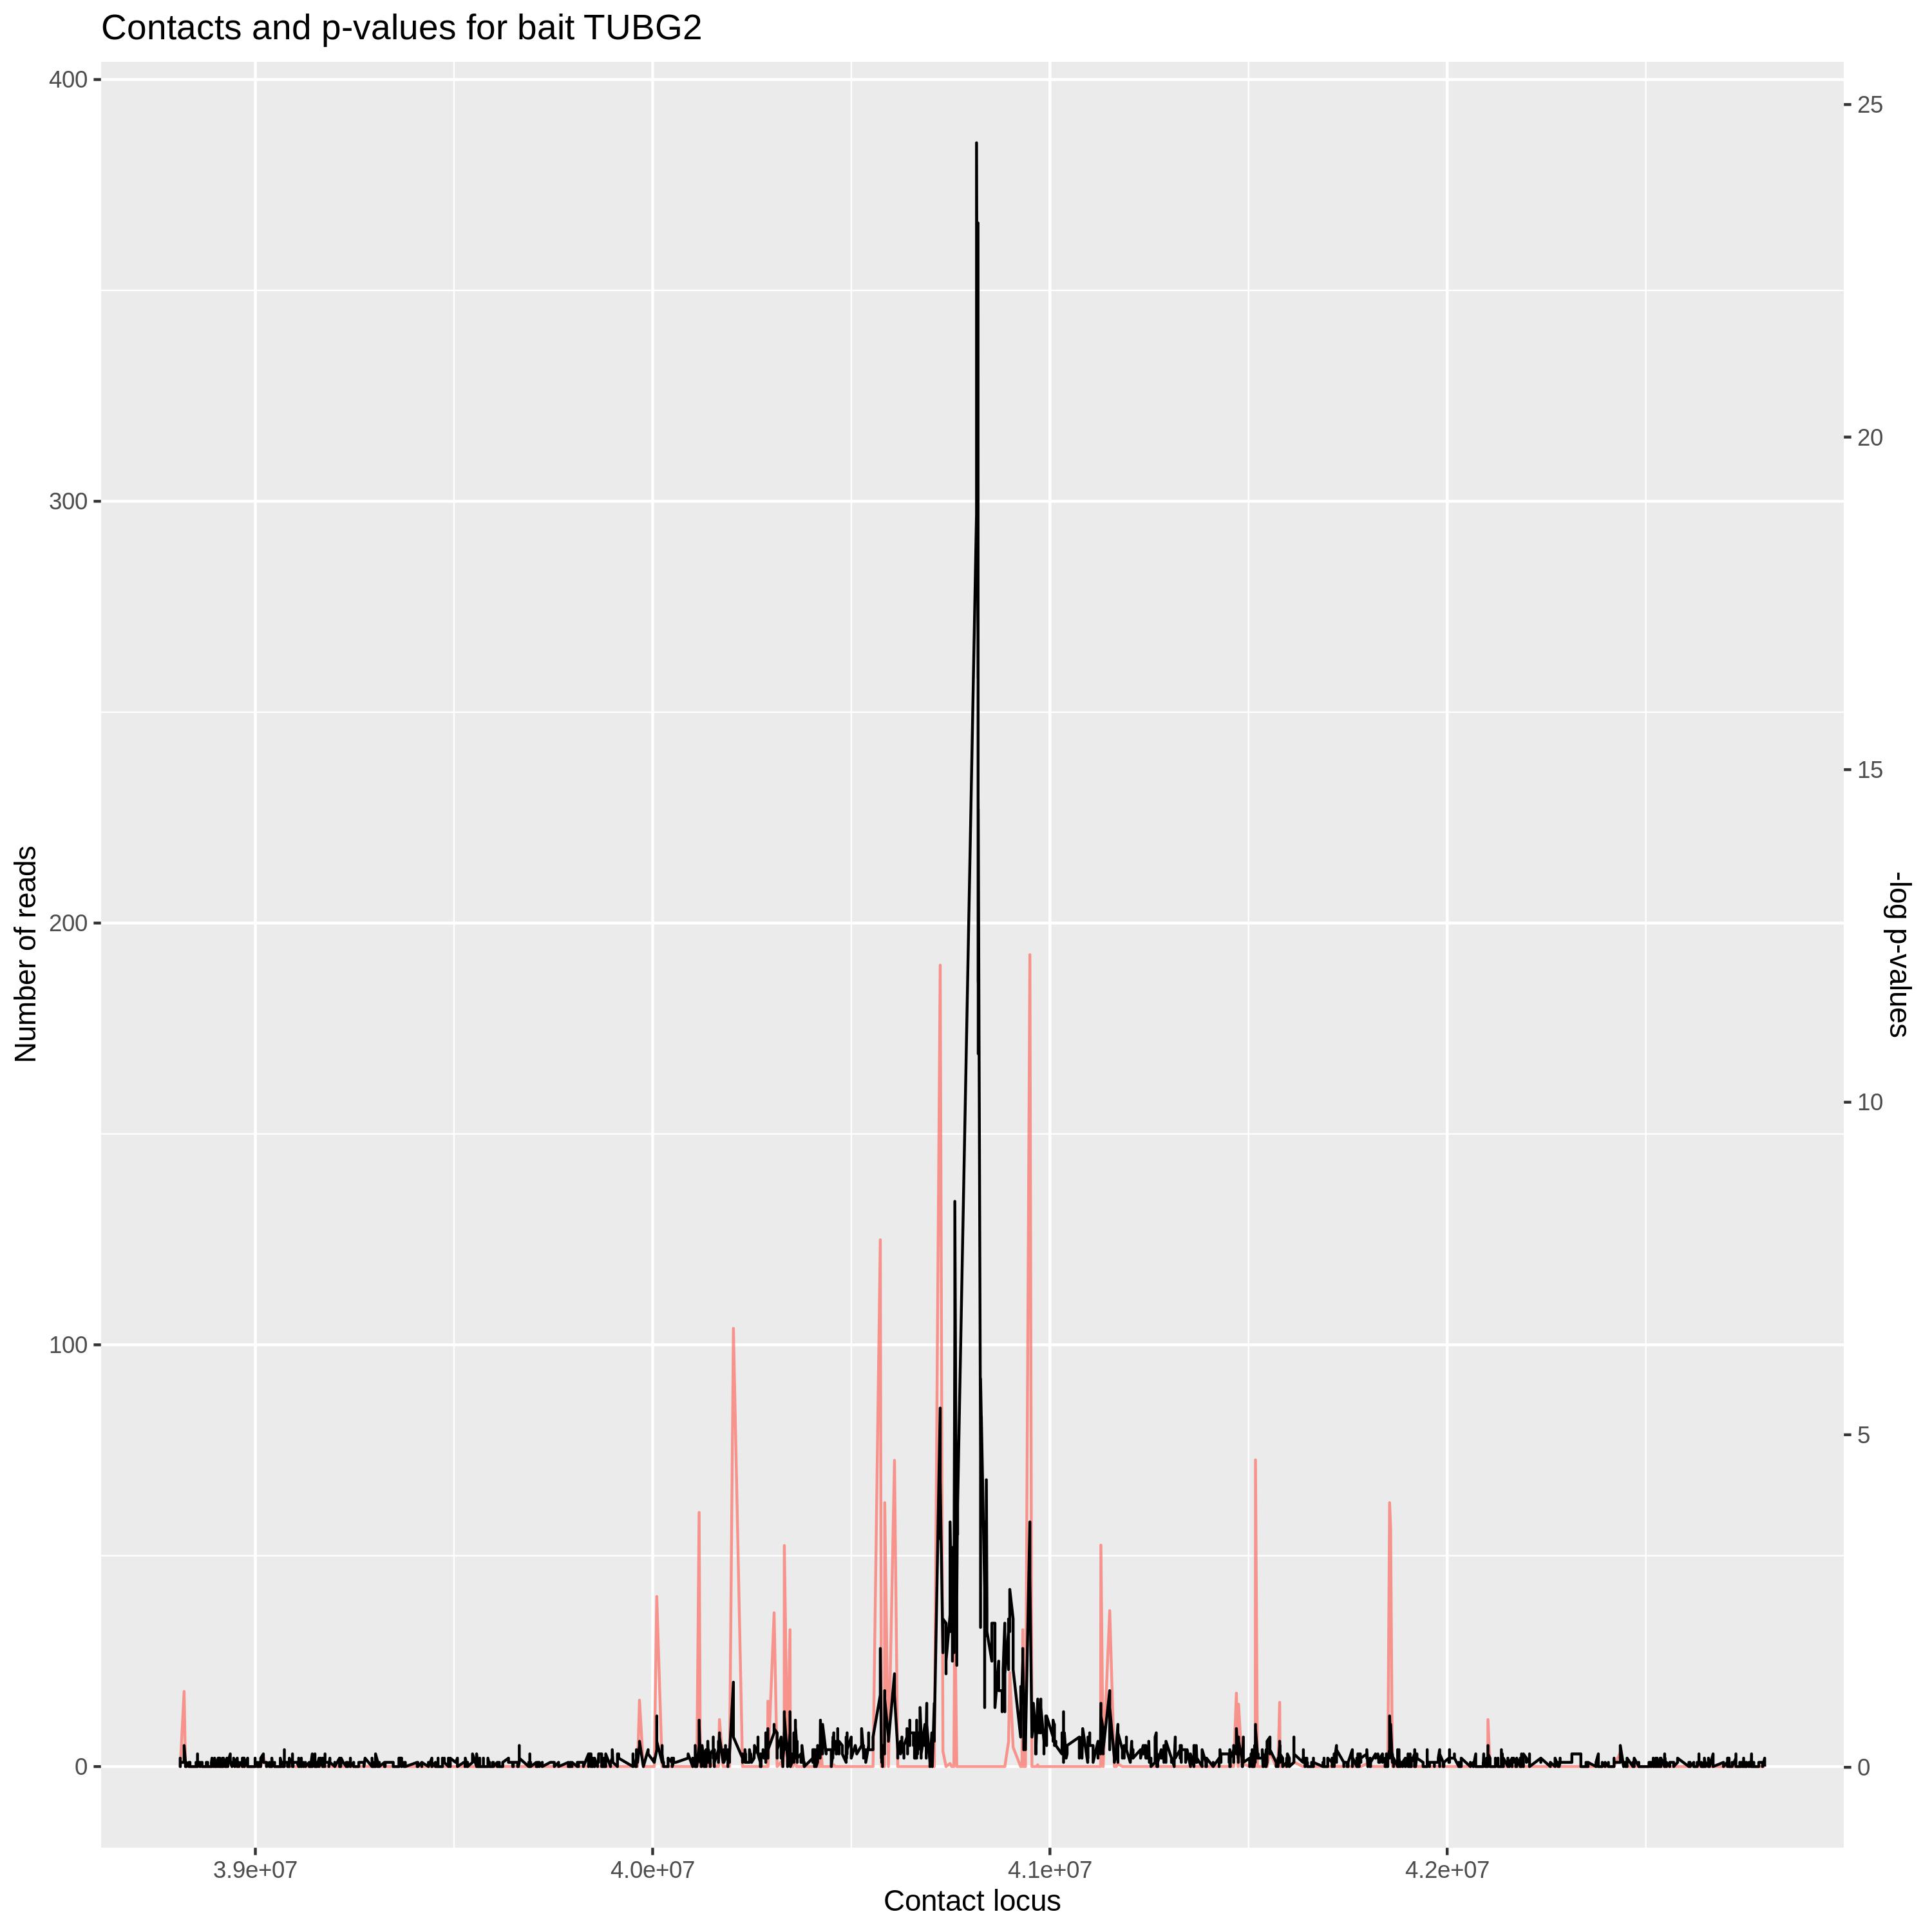 Contacts and p-values for bait TUBG2
400
300
200
100
0
Number of reads
25
20
15
10
5
0
-log p-values
3.9e+07
4.0e+07
4.1e+07
4.2e+07
Contact locus